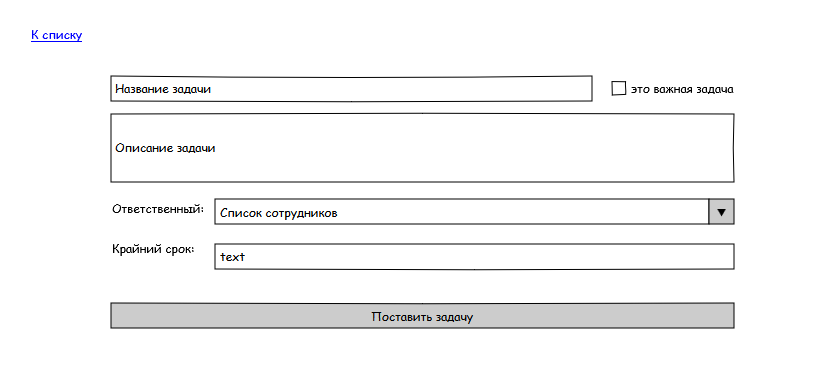 К списку
Название задачи
это важная задача
Описание задачи
Ответственный:
Список сотрудников
Крайний срок:
text
Поставить задачу